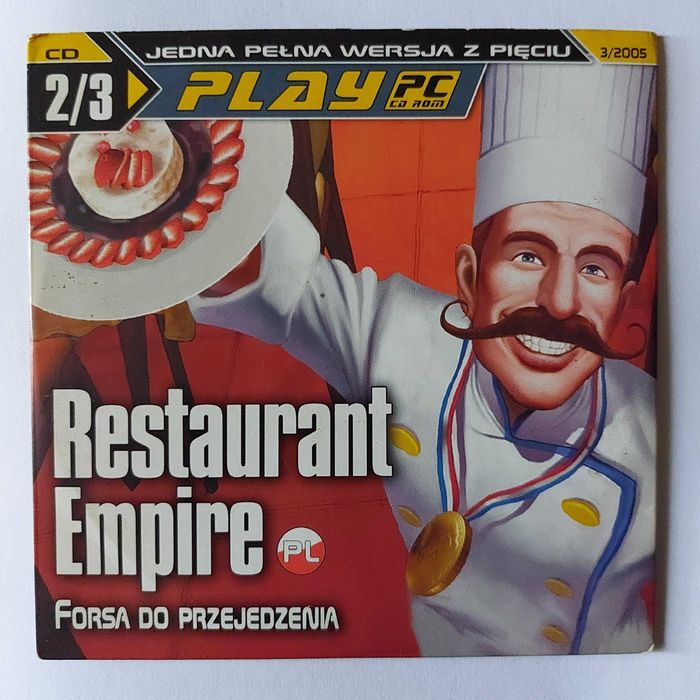 CD
2/3
JEDNA PEŁNA WERSJA Z PIĘCIU
3/2005
PLAY PC
CD ROM
Restaurant
Empire
PL
FORSA DO PRZEJEDZENIA